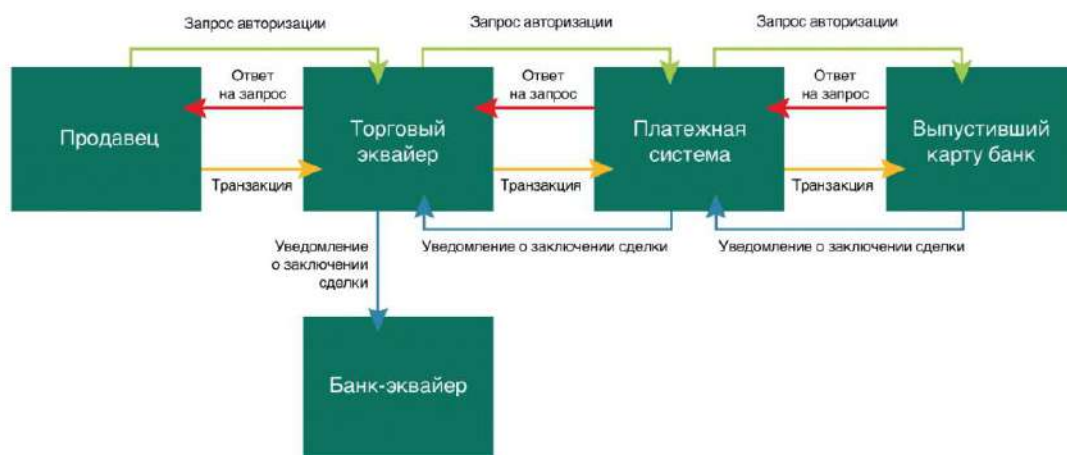 Запрос авторизации
Запрос авторизации
Запрос авторизации
Ответ
на запрос
Ответ
на запрос
Ответ
на запрос
Продавец
Торговый
эквайер
Платежная
система
Выпустивший
карту банк
Транзакция
Транзакция
Транзакция
Уведомление
о заключении
сделки
Уведомление о заключении сделки
Уведомление о заключении сделки
Банк-эквайер